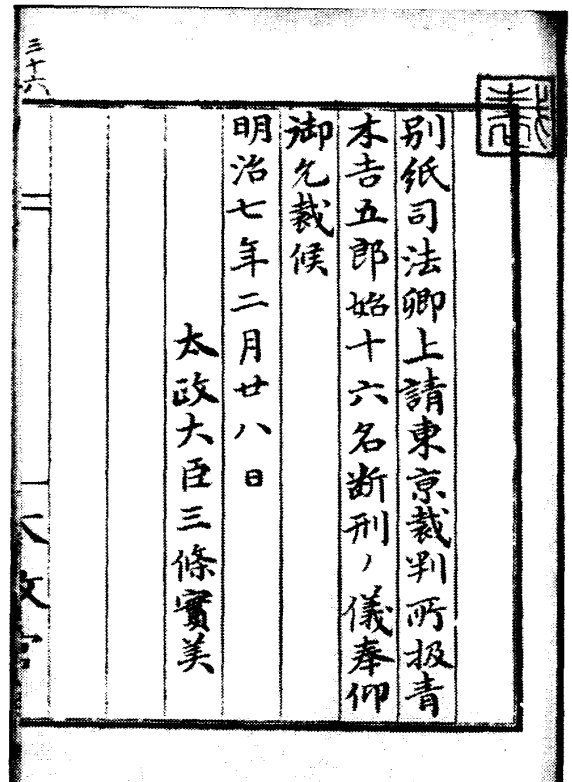 別紙司法卿上請東京裁判所扱青
木吉五郎始十六名断刑ノ儀奉仰
御允裁候
明治七年二月廿八日
太政大臣三條實美
三十六